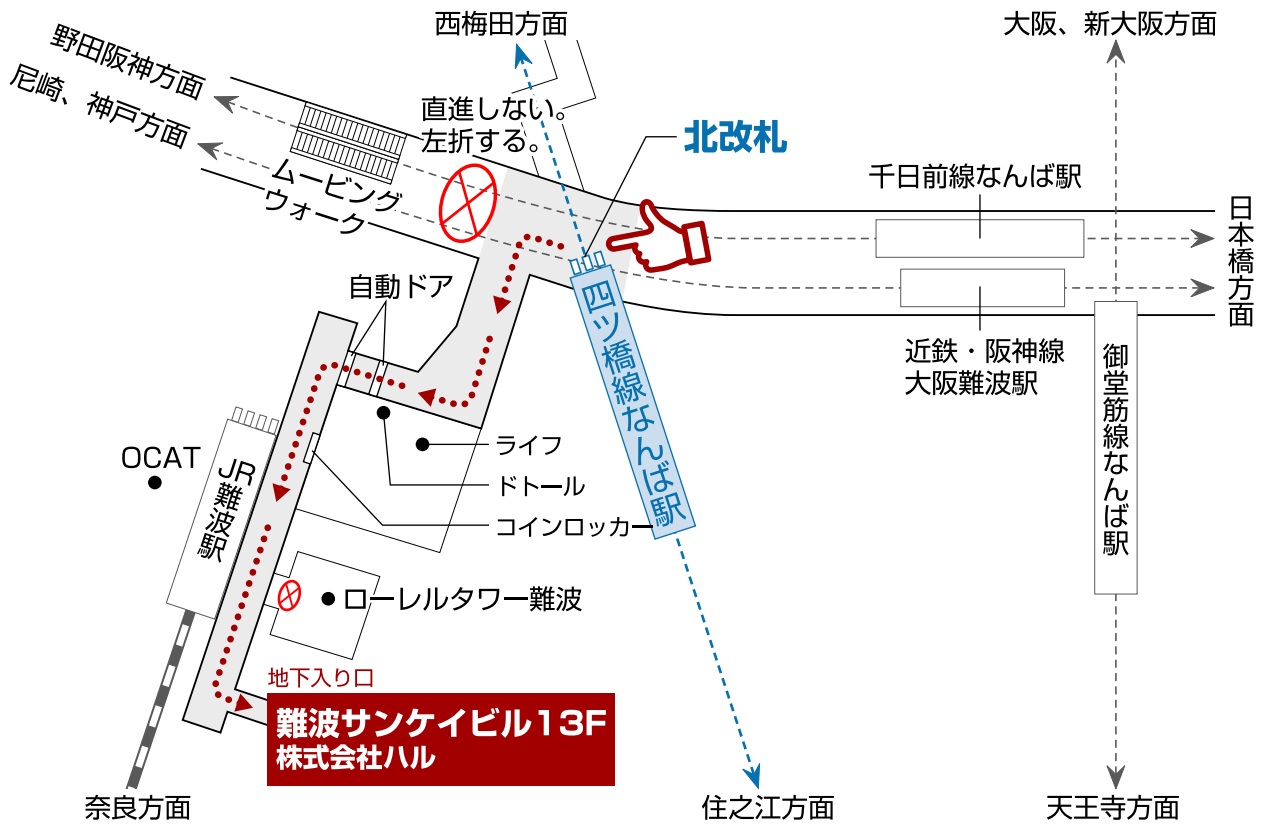 西梅田方面
大阪、新大阪方面
野田阪神方面
尼崎、神戸方面
直進しない。
左折する。
北改札
千日前線なんば駅
ムービング
ウォーク
日本橋方面
自動ドア
四ツ橋線なんば駅
近鉄・阪神線
大阪難波駅
御堂筋線なんば駅
OCAT
JR難波駅
ライフ
ドトール
コインロッカー
ローレルタワー難波
地下入り口
難波サンケイビル13F
株式会社ハル
奈良方面
住之江方面
天王寺方面